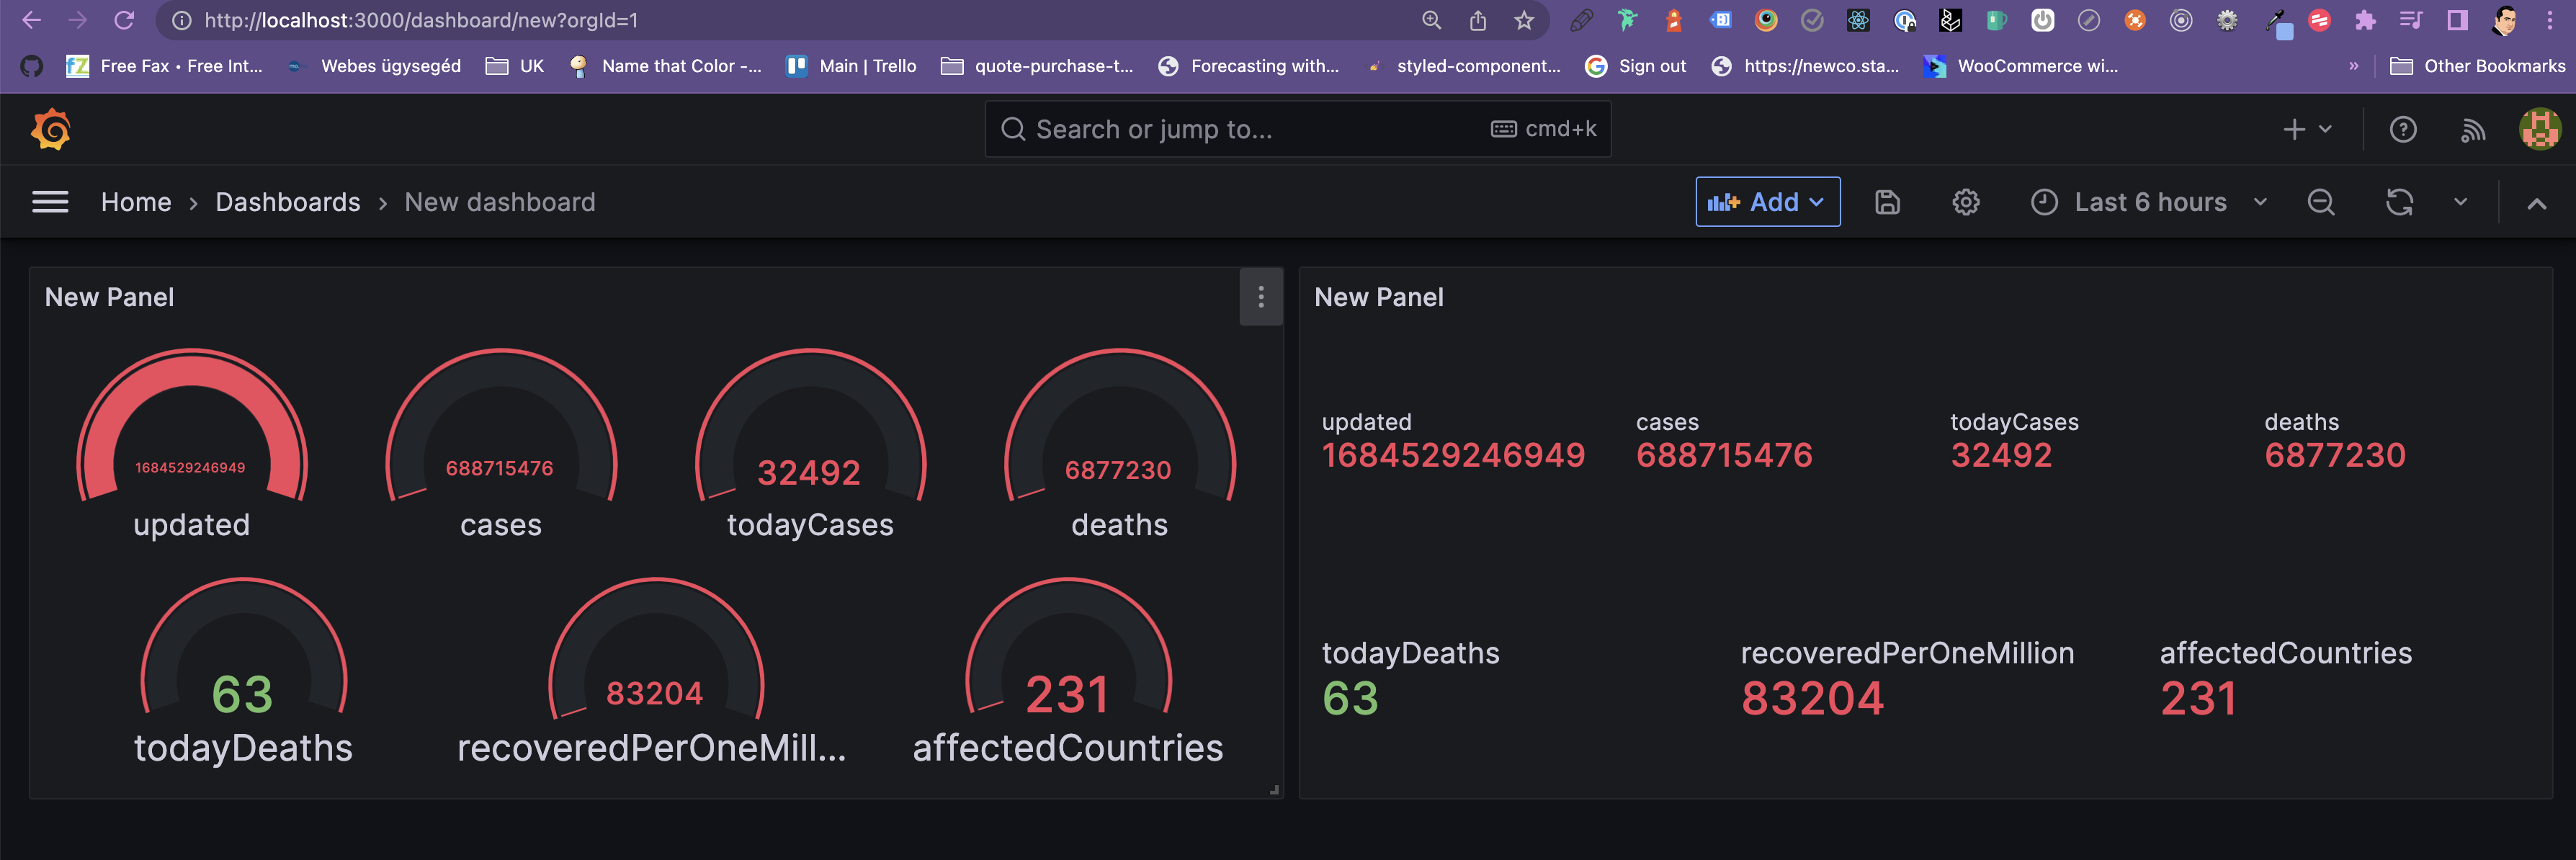 http://localhost:3000/dashboard/new?orgId=1
fZ Free Fax • Free Int... Webes ügysegéd UK Name that Color -... Main | Trello quote-purchase-t... Forecasting with... styled-component... Sign out https://newco.sta... WooCommerce wi... » Other Bookmarks
Search or jump to... cmd+k
Home › Dashboards › New dashboard Add Last 6 hours
New Panel
1684529246949 688715476 32492 6877230
updated cases todayCases deaths
63 83204 231
todayDeaths recoveredPerOneMill... affectedCountries
New Panel
updated cases todayCases deaths
1684529246949 688715476 32492 6877230
todayDeaths recoveredPerOneMillion affectedCountries
63 83204 231